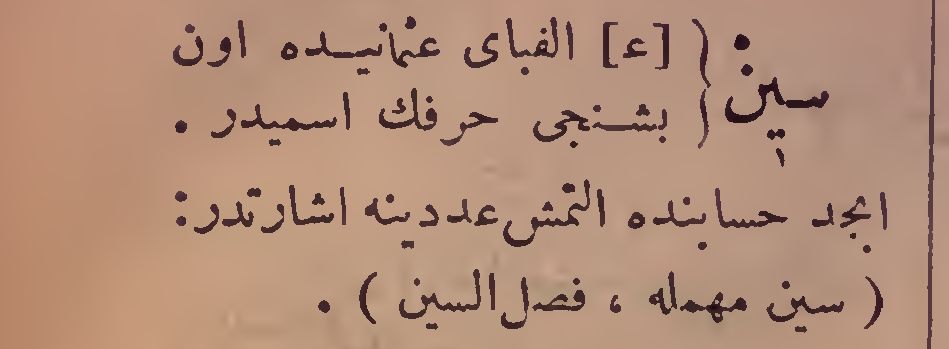 سین: { [ع] الفبای عثمانیده اون
بشنجی حرفك اسمیدر .
ابجد حسابنده التمش عددینه اشارتدر:
( سین مهمله ، فصل السین ) .